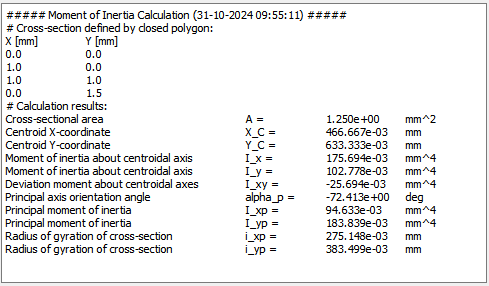 ##### Moment of Inertia Calculation (31-10-2024 09:55:11) #####
# Cross-section defined by closed polygon:
X [mm] Y [mm]
0.0 0.0
1.0 0.0
1.0 1.0
0.0 1.5
# Calculation results:
Cross-sectional area A = 1.250e+00 mm^2
Centroid X-coordinate X_C = 466.667e-03 mm
Centroid Y-coordinate Y_C = 633.333e-03 mm
Moment of inertia about centroidal axis I_x = 175.694e-03 mm^4
Moment of inertia about centroidal axis I_y = 102.778e-03 mm^4
Deviation moment about centroidal axes I_xy = -25.694e-03 mm^4
Principal axis orientation angle alpha_p = -72.413e+00 deg
Principal moment of inertia I_xp = 94.633e-03 mm^4
Principal moment of inertia I_yp = 183.839e-03 mm^4
Radius of gyration of cross-section i_xp = 275.148e-03 mm
Radius of gyration of cross-section i_yp = 383.499e-03 mm